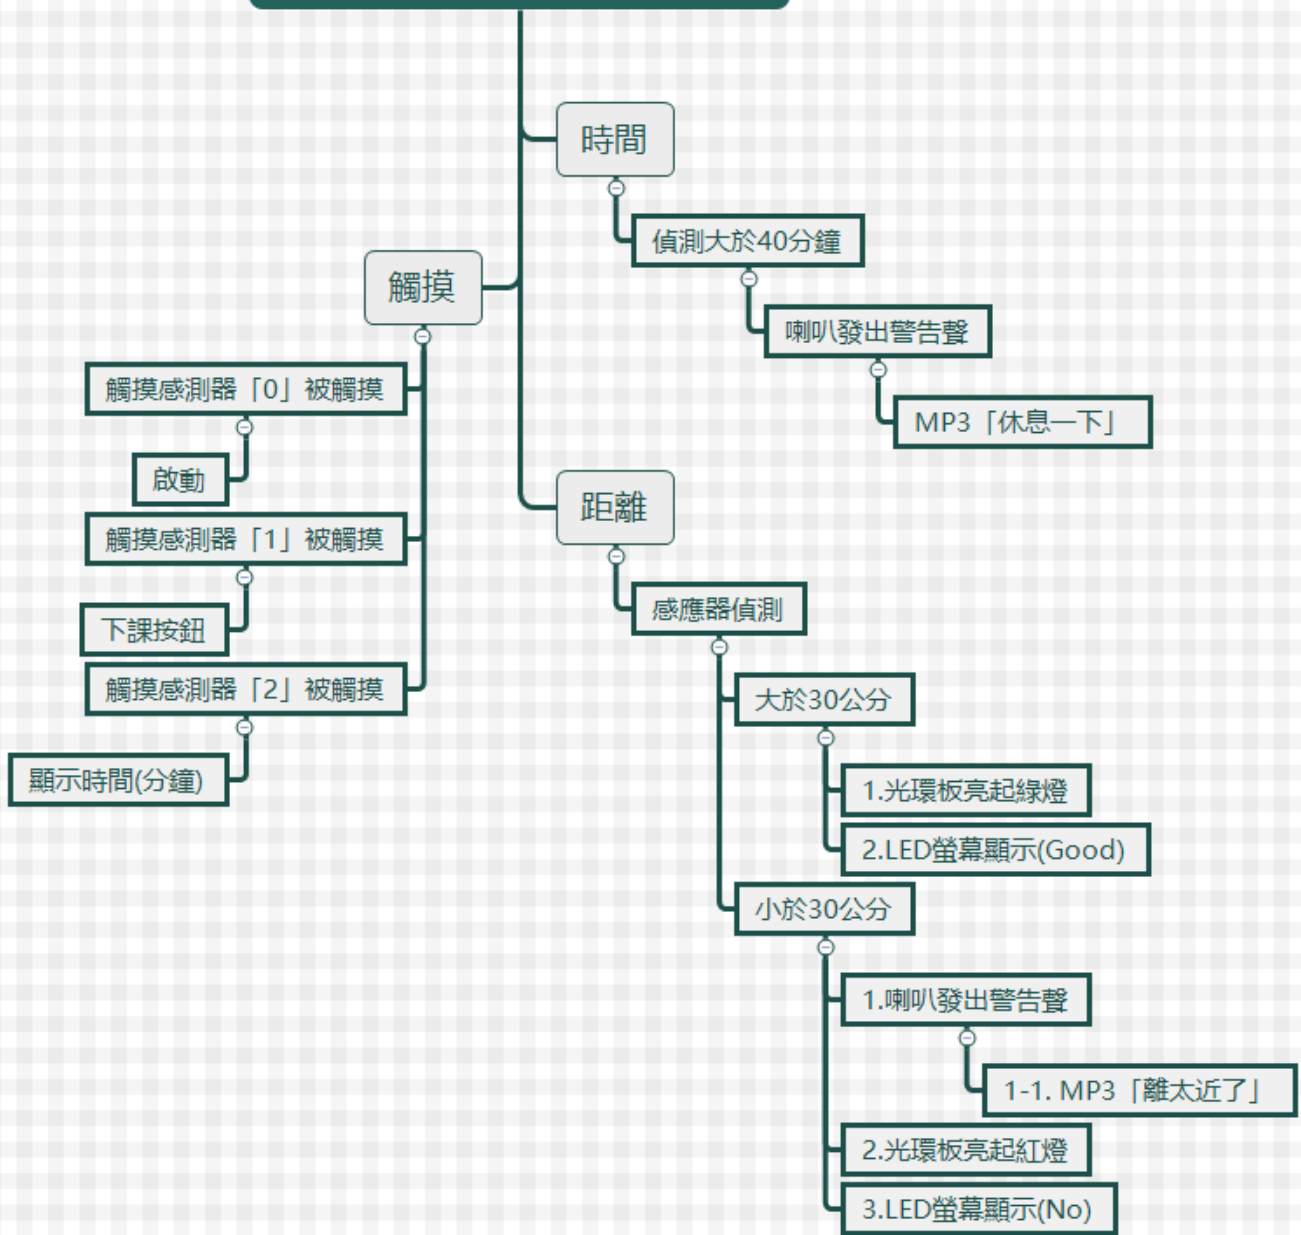 時間
偵測大於40分鐘
喇叭發出警告聲
MP3「休息一下」
觸摸
觸摸感測器「0」被觸摸
啟動
觸摸感測器「1」被觸摸
下課按鈕
觸摸感測器「2」被觸摸
顯示時間(分鐘)
距離
感應器偵測
大於30公分
1.光環板亮起綠燈
2.LED螢幕顯示(Good)
小於30公分
1.喇叭發出警告聲
1-1. MP3「離太近了」
2.光環板亮起紅燈
3.LED螢幕顯示(No)